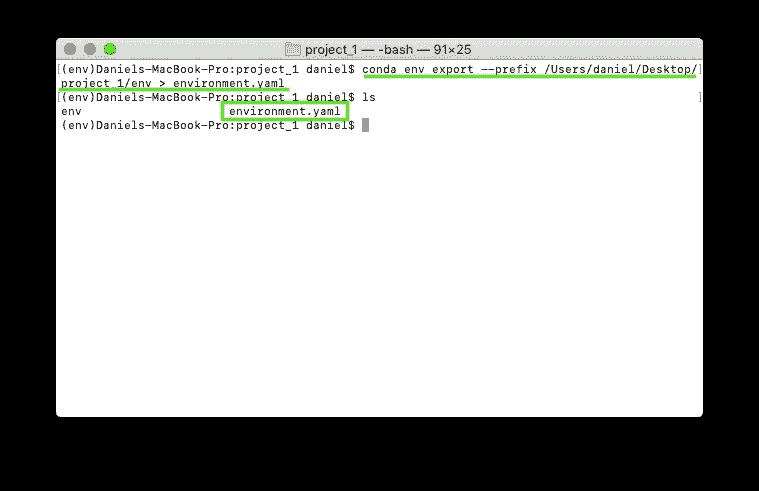 project_1 — -bash — 91×25
[(env)Daniels-MacBook-Pro:project_1 daniel$ conda env export --prefix /Users/daniel/Desktop/]
project_1/env > environment.yaml
[(env)Daniels-MacBook-Pro:project_1 daniel$ ls ]
env environment.yaml
(env)Daniels-MacBook-Pro:project_1 daniel$